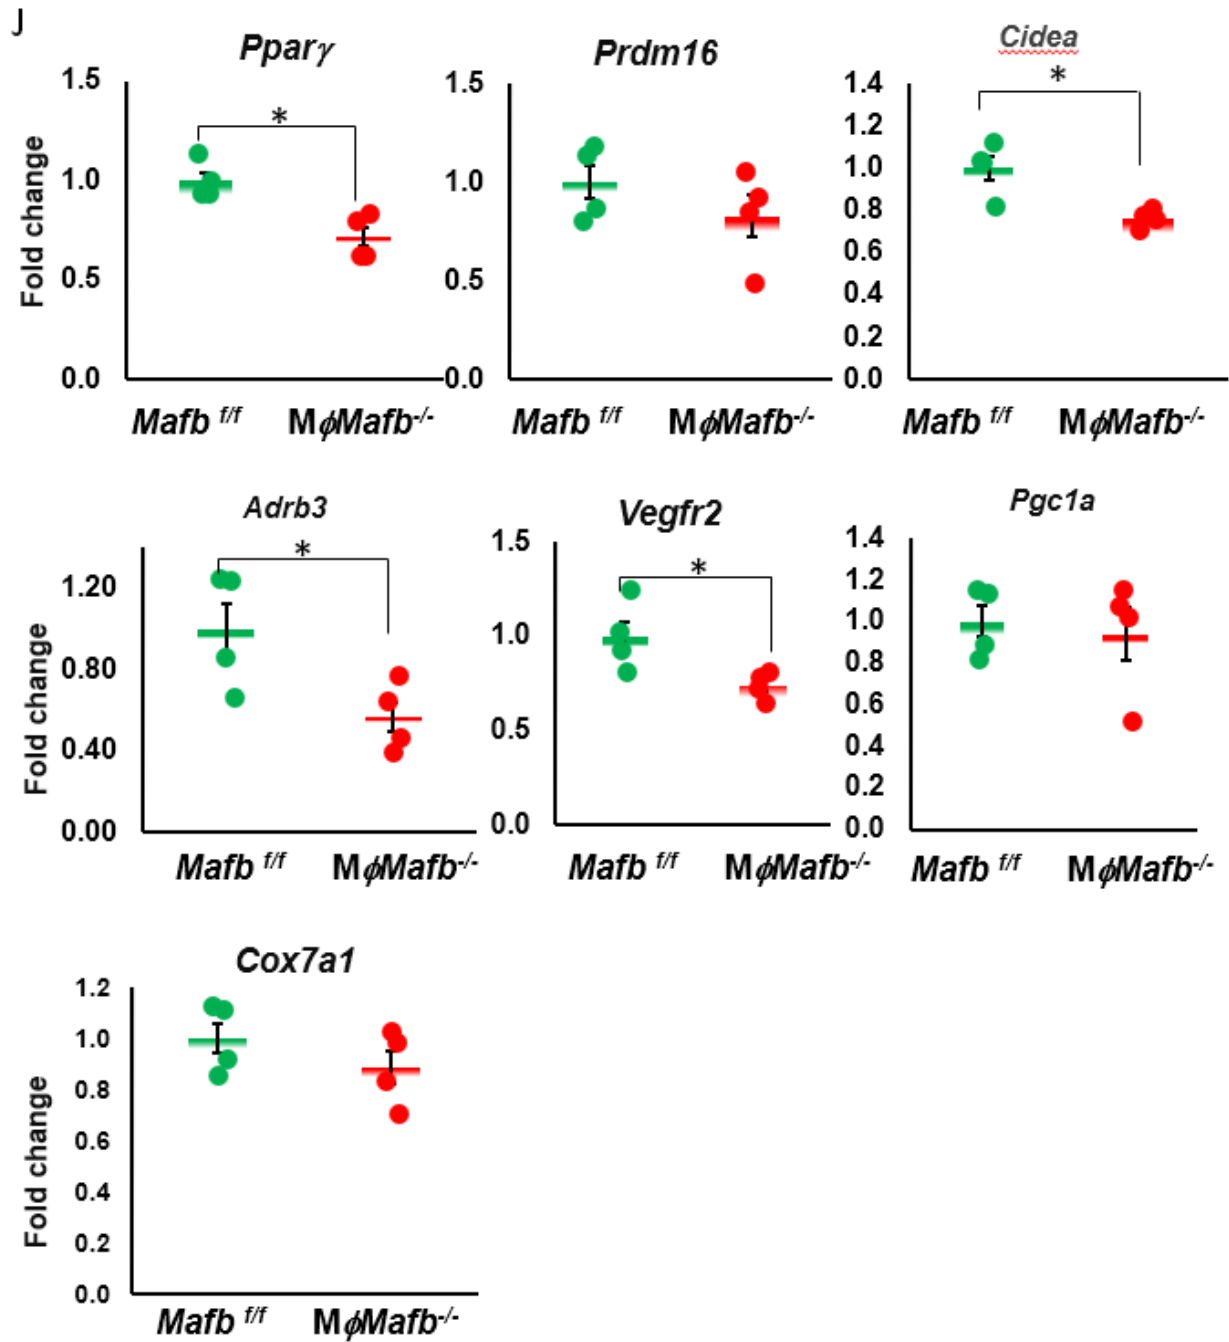 J
Pparγ
Prdm16
Cidea
1.5
1.0
0.5
0.0
Fold change
*
Mafb f/f MϕMafb-/-
1.5
1.0
0.5
0.0
Mafb f/f MϕMafb-/-
1.4
1.2
1.0
0.8
0.6
0.4
0.2
0.0
*
Mafb f/f MϕMafb-/-
Adrb3
Vegfr2
Pgc1a
1.20
0.80
0.40
0.00
Fold change
*
Mafb f/f MϕMafb-/-
1.5
1.0
0.5
0.0
*
Mafb f/f MϕMafb-/-
1.4
1.2
1.0
0.8
0.6
0.4
0.2
0.0
Mafb f/f MϕMafb-/-
Cox7a1
1.2
1.0
0.8
0.6
0.4
0.2
0.0
Fold change
Mafb f/f MϕMafb-/-